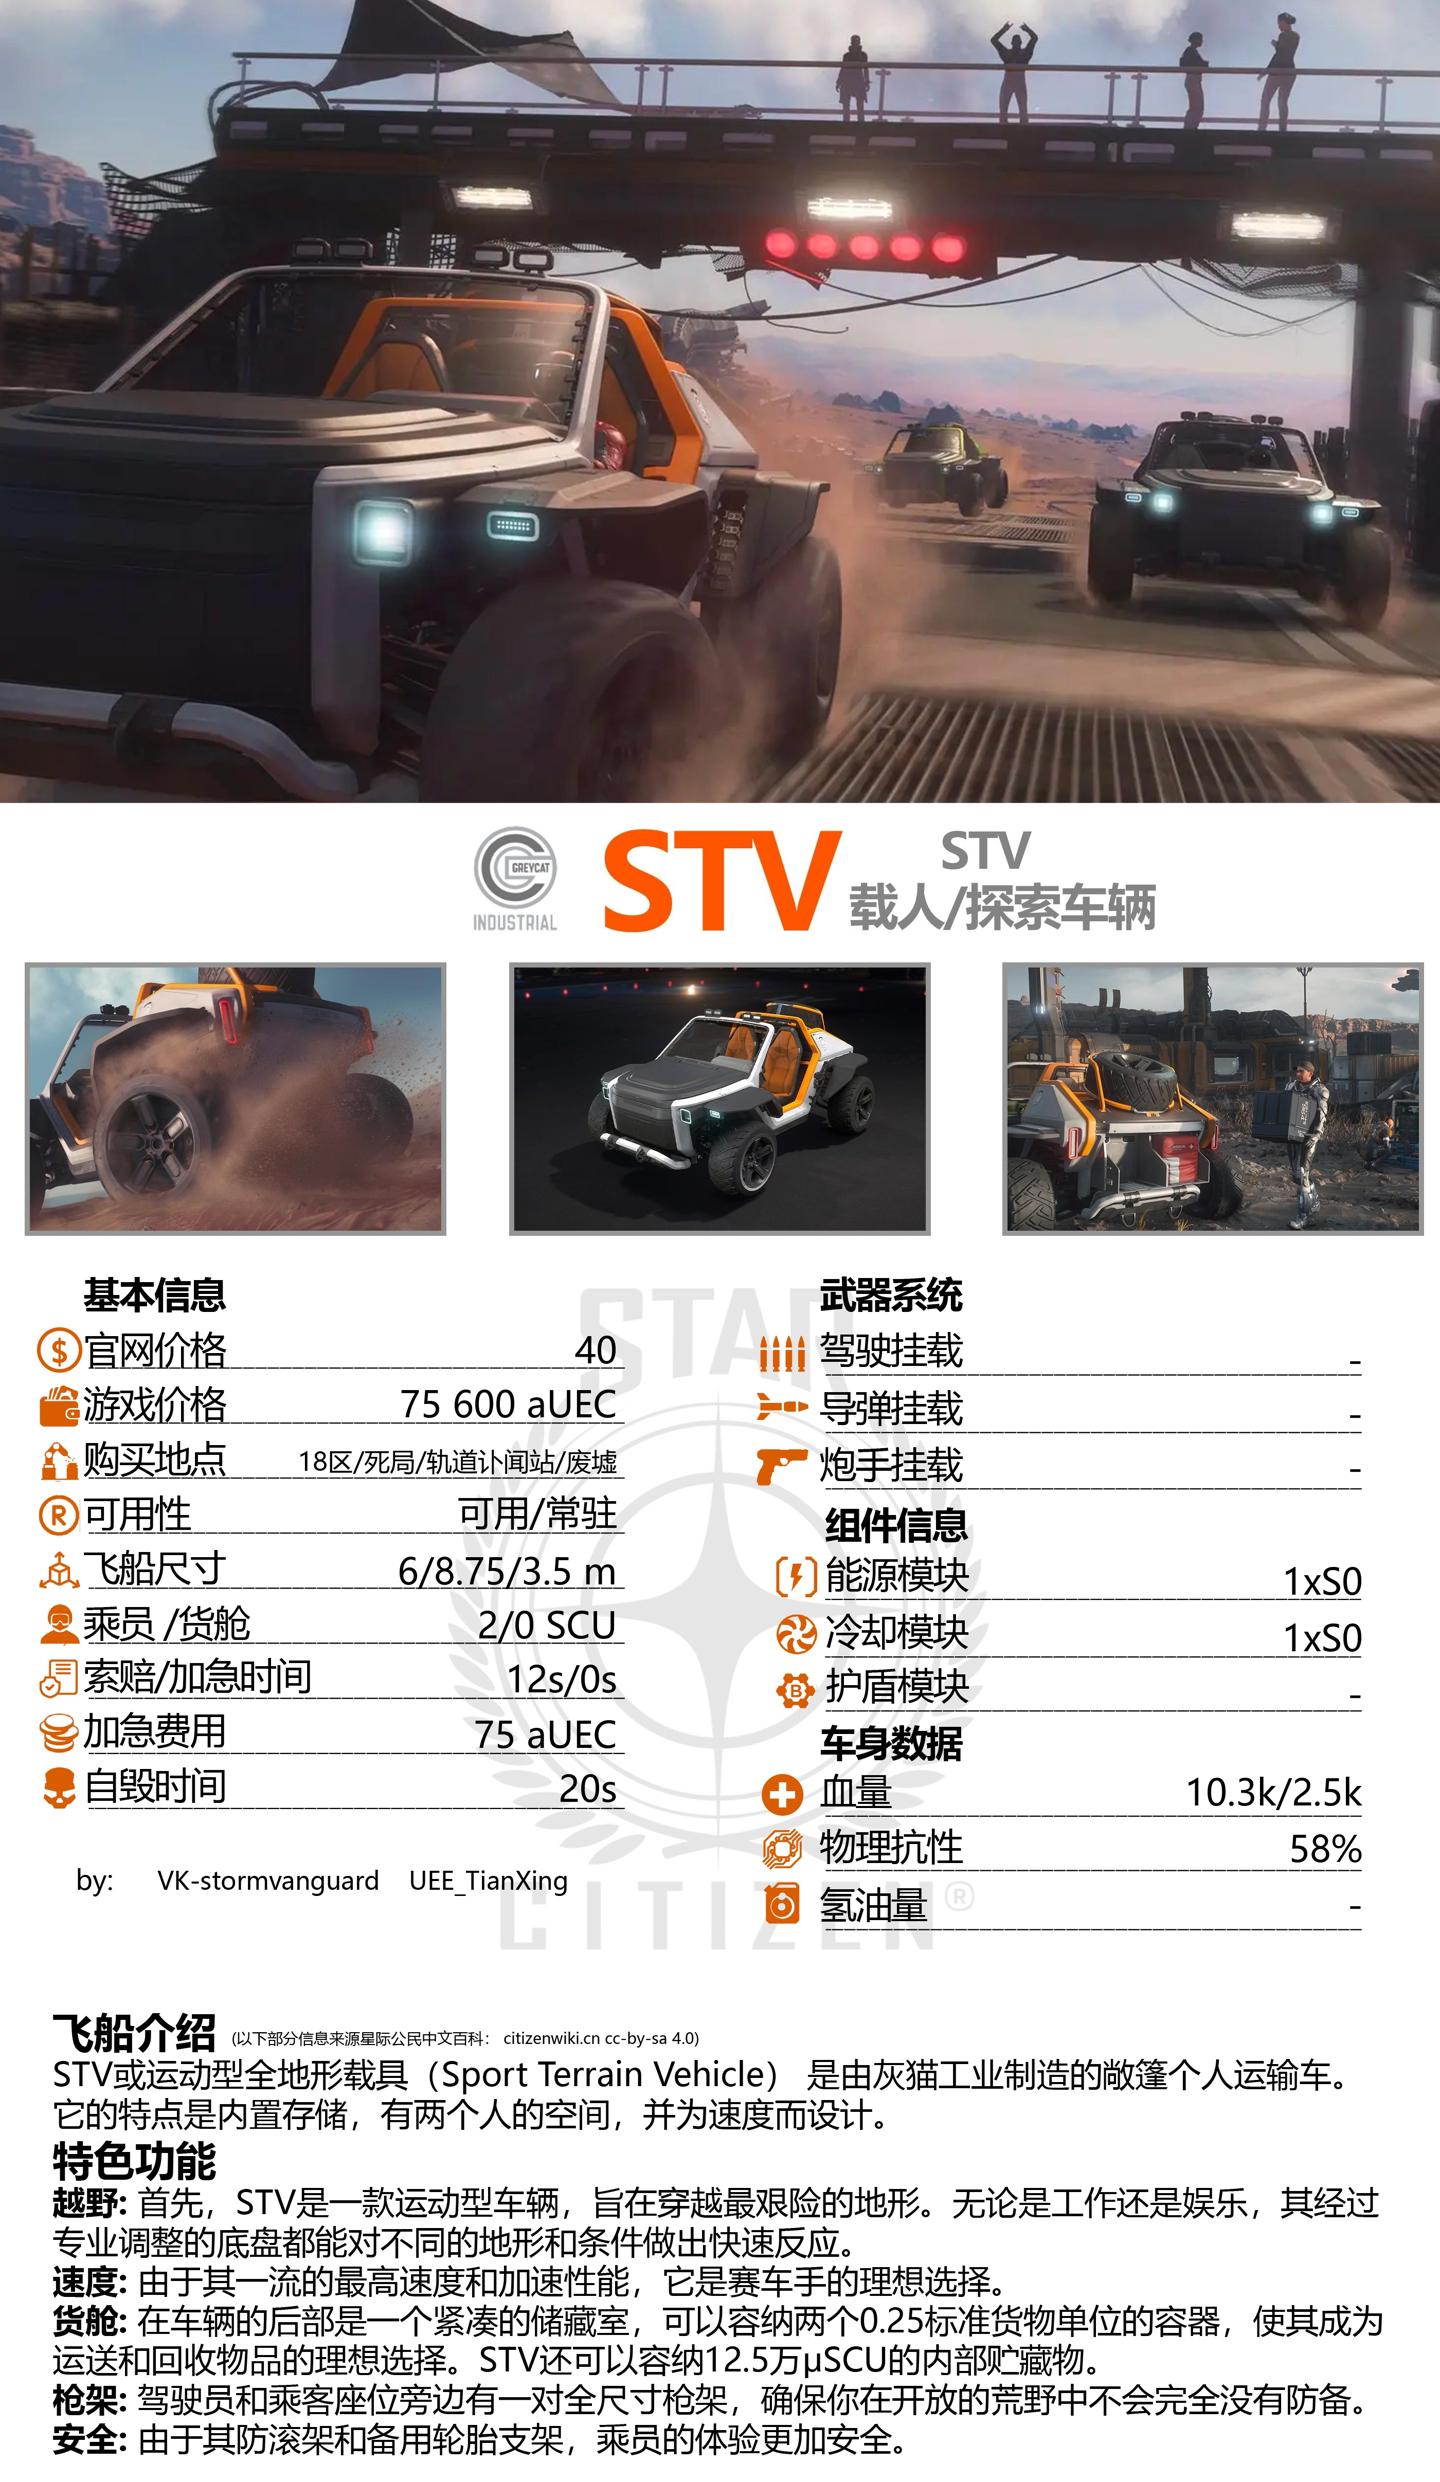 GREYCAT
INDUSTRIAL
STV
STV
载人/探索车辆
基本信息
官网价格 40
游戏价格 75 600 aUEC
购买地点 18区/死局/轨道讣闻站/废墟
可用性 可用/常驻
飞船尺寸 6/8.75/3.5 m
乘员 /货舱 2/0 SCU
索赔/加急时间 12s/0s
加急费用 75 aUEC
自毁时间 20s
by: VK-stormvanguard UEE_TianXing
武器系统
驾驶挂载 -
导弹挂载 -
炮手挂载 -
组件信息
能源模块 1xS0
冷却模块 1xS0
护盾模块 -
车身数据
血量 10.3k/2.5k
物理抗性 58%
氢油量 -
STAR
CITIZEN®
飞船介绍 (以下部分信息来源星际公民中文百科： citizenwiki.cn cc-by-sa 4.0)
STV或运动型全地形载具（Sport Terrain Vehicle） 是由灰猫工业制造的敞篷个人运输车。
它的特点是内置存储，有两个人的空间，并为速度而设计。
特色功能
越野: 首先，STV是一款运动型车辆，旨在穿越最艰险的地形。无论是工作还是娱乐，其经过
专业调整的底盘都能对不同的地形和条件做出快速反应。
速度: 由于其一流的最高速度和加速性能，它是赛车手的理想选择。
货舱: 在车辆的后部是一个紧凑的储藏室，可以容纳两个0.25标准货物单位的容器，使其成为
运送和回收物品的理想选择。STV还可以容纳12.5万μSCU的内部贮藏物。
枪架: 驾驶员和乘客座位旁边有一对全尺寸枪架，确保你在开放的荒野中不会完全没有防备。
安全: 由于其防滚架和备用轮胎支架，乘员的体验更加安全。